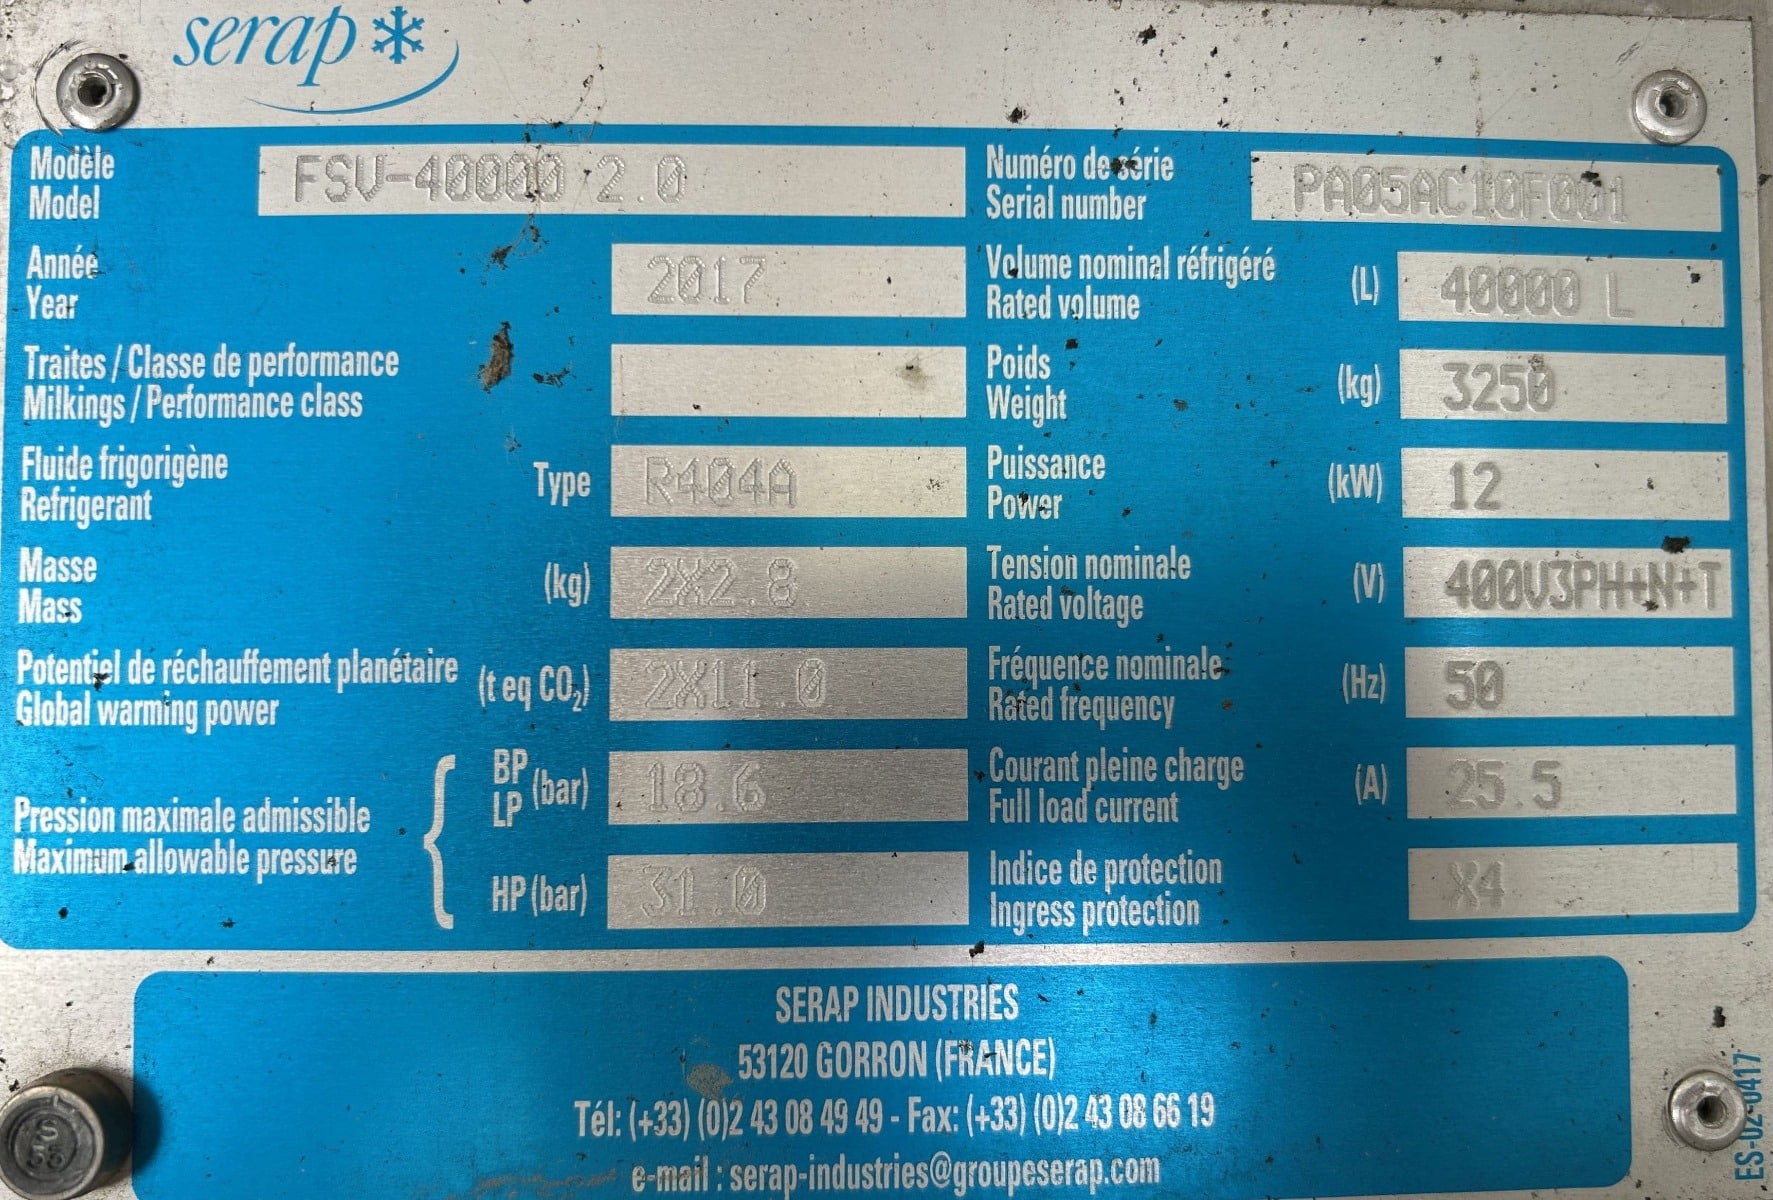 serap
Modèle
Model
FSV-40000 2.0
Numéro de série
Serial number
PA05AC10F001
Année
Year
2017
Volume nominal réfrigéré
Rated volume
(L)
40000 L
Traites / Classe de performance
Milkings / Performance class
Poids
Weight
(kg)
3250
Fluide frigorigène
Refrigerant
Type
R404A
Puissance
Power
(kW)
12
Masse
Mass
(kg)
2X2.8
Tension nominale
Rated voltage
(V)
400V3PH+N+T
Potentiel de réchauffement planétaire
Global warming power
(t eq CO₂)
2X11.0
Fréquence nominale
Rated frequency
(Hz)
50
Pression maximale admissible
Maximum allowable pressure
BP
LP
(bar)
18.6
HP (bar)
31.0
Courant pleine charge
Full load current
(A)
25.5
Indice de protection
Ingress protection
X4
SERAP INDUSTRIES
53120 GORRON (FRANCE)
Tél: (+33) (0)2 43 08 49 49 - Fax: (+33) (0)2 43 08 66 19
e-mail : serap-industries@groupeserap.com
ES-02-0417